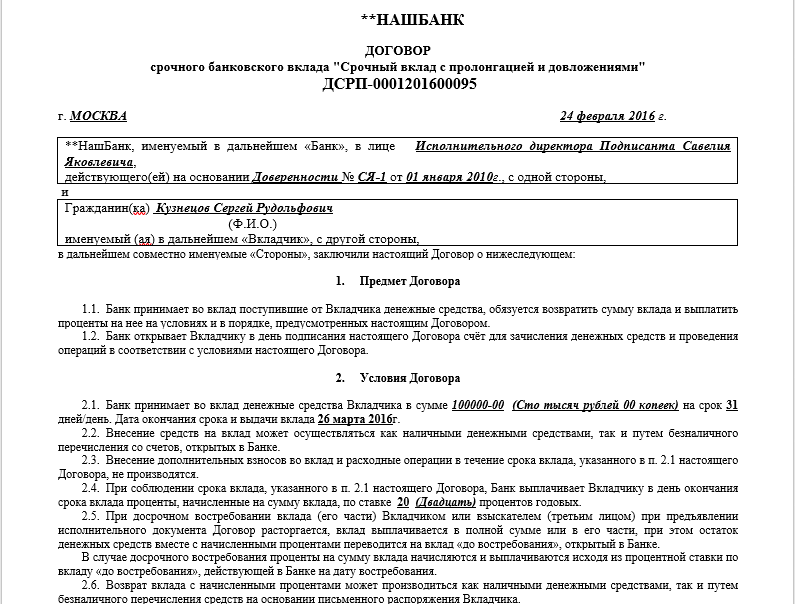 **НАШБАНК
ДОГОВОР
срочного банковского вклада "Срочный вклад с пролонгацией и довложениями"
ДСРП-0001201600095
г. МОСКВА 24 февраля 2016 г.
**НашБанк, именуемый в дальнейшем «Банк», в лице Исполнительного директора Подписанта Савелия
Яковлевича,
действующего(ей) на основании Доверенности № СЯ-1 от 01 января 2010г., с одной стороны,
и
Гражданин(ка) Кузнецов Сергей Рудольфович
(Ф.И.О.)
именуемый (ая) в дальнейшем «Вкладчик», с другой стороны,
в дальнейшем совместно именуемые «Стороны», заключили настоящий Договор о нижеследующем:
1. Предмет Договора
1.1. Банк принимает во вклад поступившие от Вкладчика денежные средства, обязуется возвратить сумму вклада и выплатить
проценты на нее на условиях и в порядке, предусмотренных настоящим Договором.
1.2. Банк открывает Вкладчику в день подписания настоящего Договора счёт для зачисления денежных средств и проведения
операций в соответствии с условиями настоящего Договора.
2. Условия Договора
2.1. Банк принимает во вклад денежные средства Вкладчика в сумме 100000-00 (Сто тысяч рублей 00 копеек) на срок 31
дней/день. Дата окончания срока и выдачи вклада 26 марта 2016г.
2.2. Внесение средств на вклад может осуществляться как наличными денежными средствами, так и путем безналичного
перечисления со счетов, открытых в Банке.
2.3. Внесение дополнительных взносов во вклад и расходные операции в течение срока вклада, указанного в п. 2.1 настоящего
Договора, не производятся.
2.4. При соблюдении срока вклада, указанного в п. 2.1 настоящего Договора, Банк выплачивает Вкладчику в день окончания
срока вклада проценты, начисленные на сумму вклада, по ставке 20 (Двадцать) процентов годовых.
2.5. При досрочном востребовании вклада (его части) Вкладчиком или взыскателем (третьим лицом) при предъявлении
исполнительного документа Договор расторгается, вклад выплачивается в полной сумме или в его части, при этом остаток
денежных средств вместе с начисленными процентами переводится на вклад «до востребования», открытый в Банке.
В случае досрочного востребования проценты на сумму вклада начисляются и выплачиваются исходя из процентной ставки по
вкладу «до востребования», действующей в Банке на дату востребования.
2.6. Возврат вклада с начисленными процентами может производиться как наличными денежными средствами, так и путем
безналичного перечисления средств на основании письменного распоряжения Вкладчика.